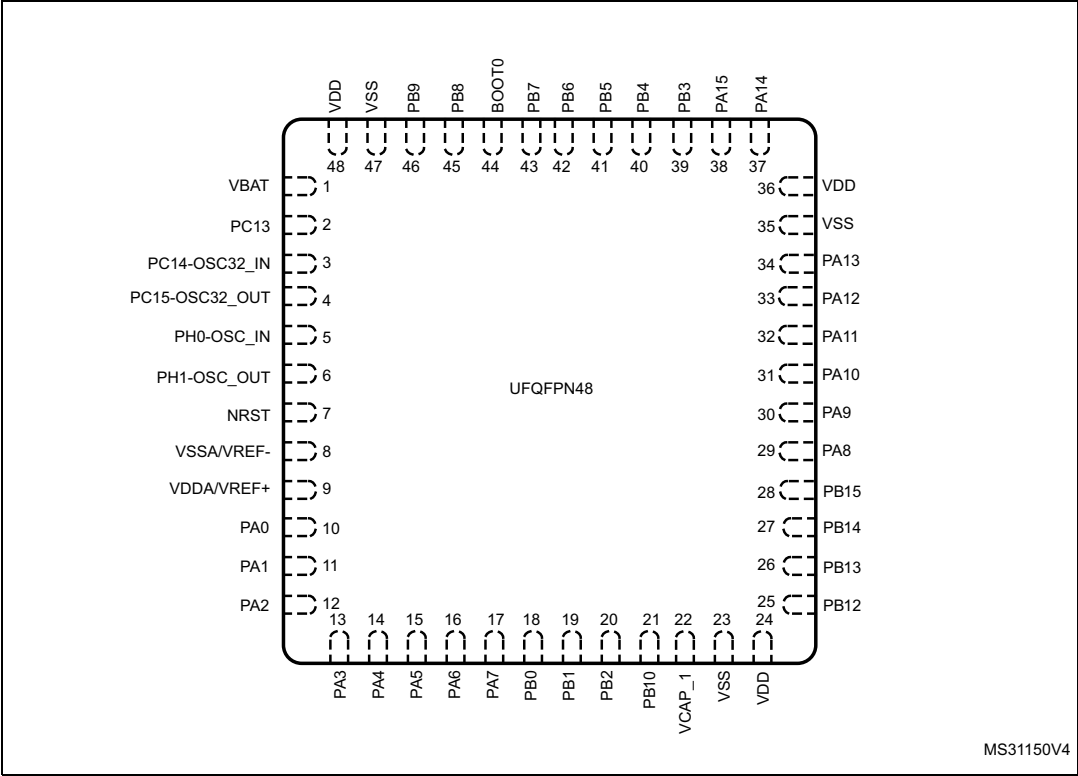 VDD
VSS
PB9
PB8
BOOT0
PB7
PB6
PB5
PB4
PB3
PA15
PA14
48
47
46
45
44
43
42
41
40
39
38
37
VBAT
1
36
VDD
PC13
2
35
VSS
PC14-OSC32_IN
3
34
PA13
PC15-OSC32_OUT
4
33
PA12
PH0-OSC_IN
5
32
PA11
PH1-OSC_OUT
6
31
PA10
UFQFPN48
NRST
7
30
PA9
VSSA/VREF-
8
29
PA8
VDDA/VREF+
9
28
PB15
PA0
10
27
PB14
PA1
11
26
PB13
PA2
12
25
PB12
13
14
15
16
17
18
19
20
21
22
23
24
PA3
PA4
PA5
PA6
PA7
PB0
PB1
PB2
PB10
VCAP_1
VSS
VDD
MS31150V4